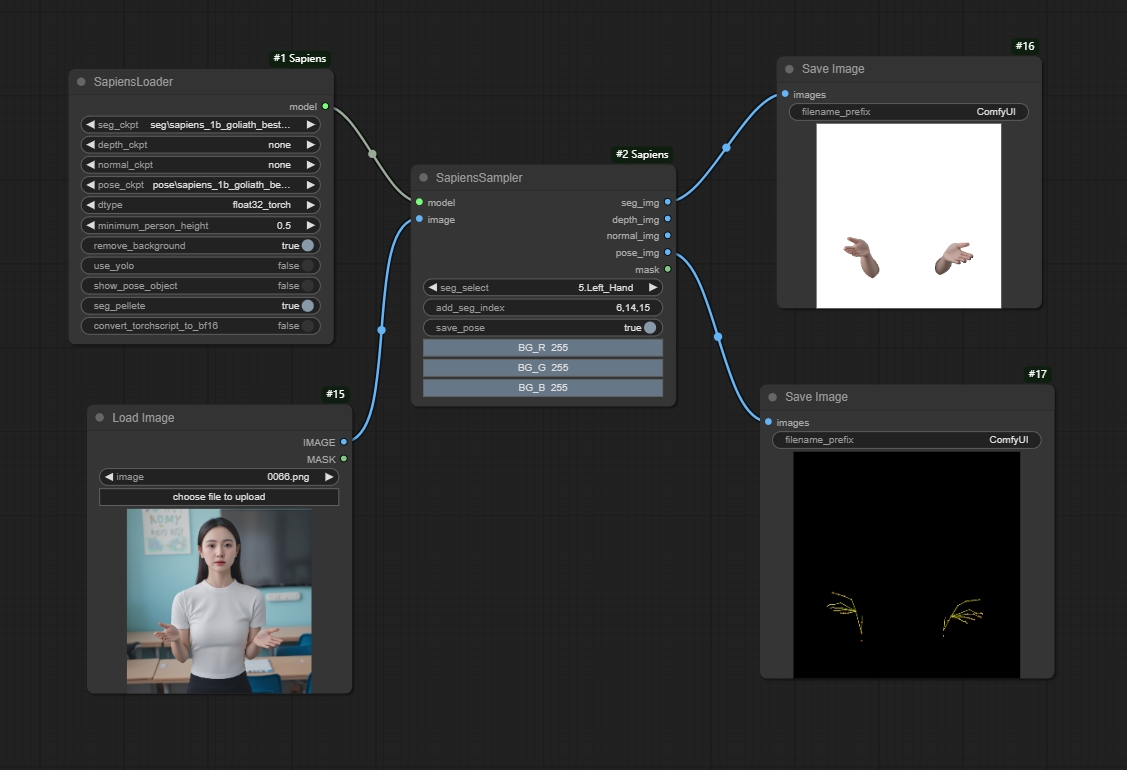 #1 Sapiens
SapiensLoader
model
seg_ckpt seg\sapiens_1b_goliath_best...
depth_ckpt none
normal_ckpt none
pose_ckpt pose\sapiens_1b_goliath_be...
dtype float32_torch
minimum_person_height 0.5
remove_background true
use_yolo false
show_pose_object false
seg_pellete true
convert_torchscript_to_bf16 false
#15
Load Image
IMAGE
MASK
image 0066.png
choose file to upload
#2 Sapiens
SapiensSampler
model seg_img
image depth_img
normal_img
pose_img
mask
seg_select 5.Left_Hand
add_seg_index 6,14,15
save_pose true
BG_R 255
BG_G 255
BG_B 255
#16
Save Image
images
filename_prefix ComfyUI
#17
Save Image
images
filename_prefix ComfyUI